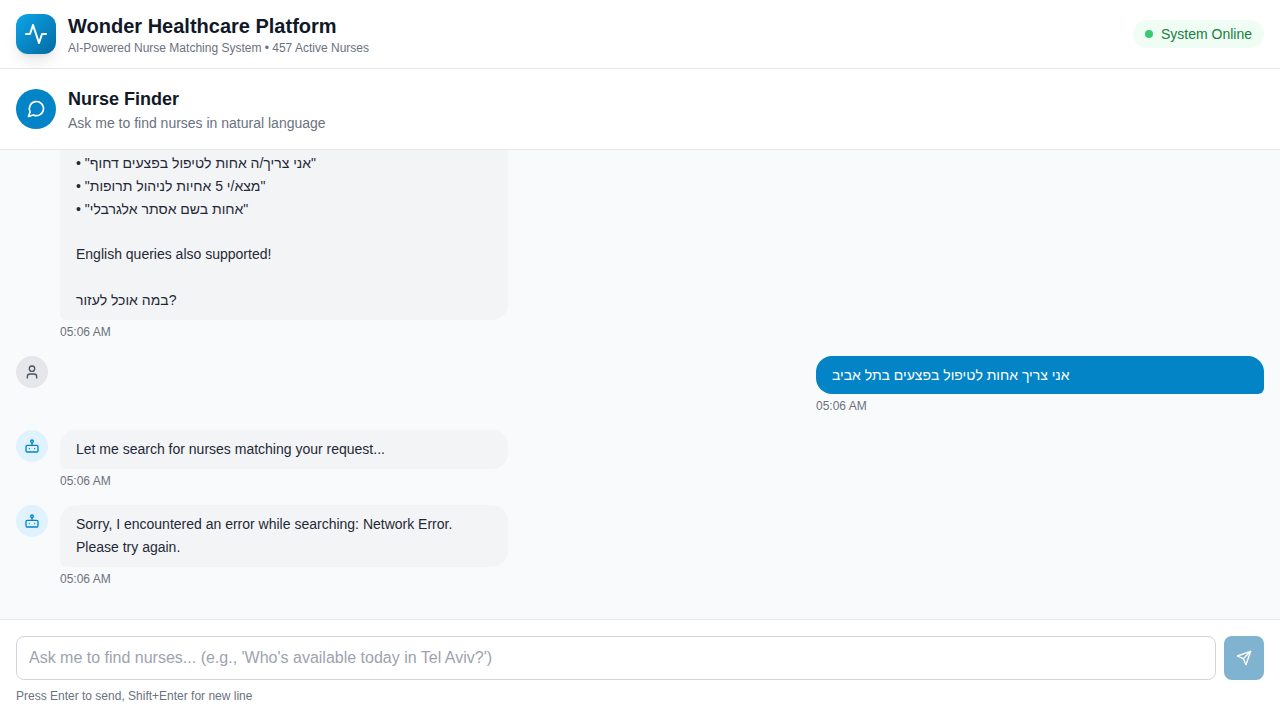 Wonder Healthcare Platform
AI-Powered Nurse Matching System • 457 Active Nurses
System Online
Nurse Finder
Ask me to find nurses in natural language
• "אני צריך/ה אחות לטיפול בפצעים דחוף"
• "מצא/י 5 אחיות לניהול תרופות"
• "אחות בשם אסתר אלגרבלי"
English queries also supported!
במה אוכל לעזור?
05:06 AM
אני צריך אחות לטיפול בפצעים בתל אביב
05:06 AM
Let me search for nurses matching your request...
05:06 AM
Sorry, I encountered an error while searching: Network Error.
Please try again.
05:06 AM
Ask me to find nurses... (e.g., 'Who's available today in Tel Aviv?')
Press Enter to send, Shift+Enter for new line